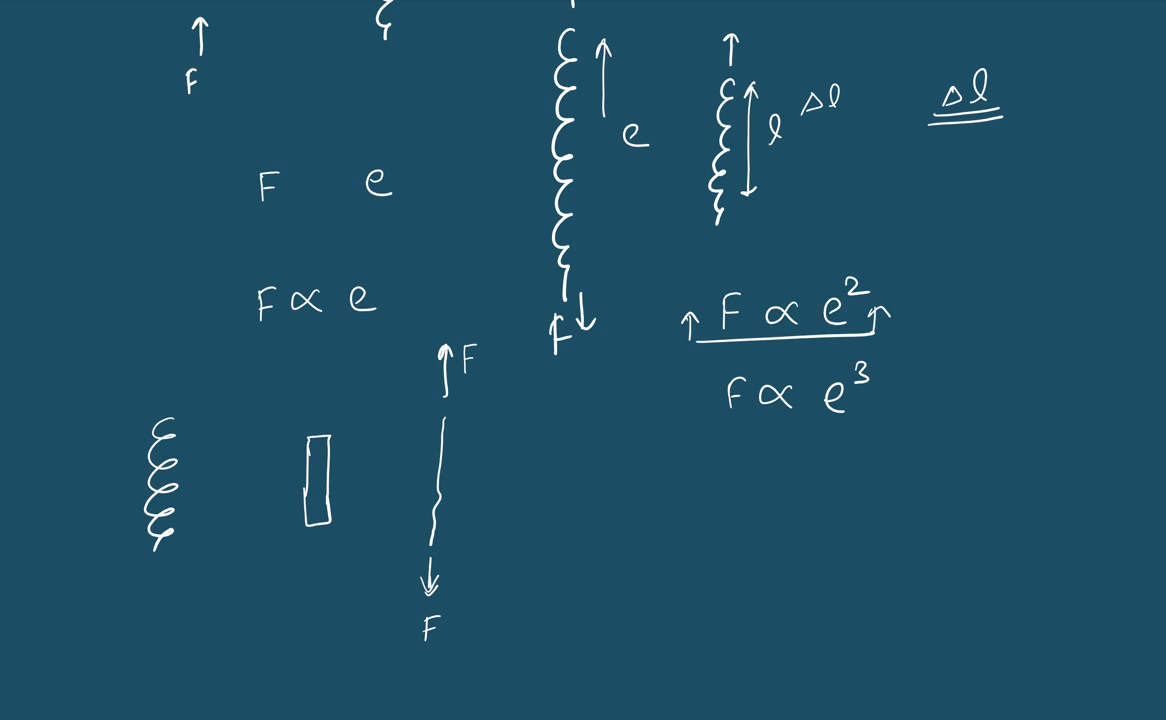 F
e
l Δl
Δl
F e
F ∝ e
F
F ∝ e²
F ∝ e³
F
F